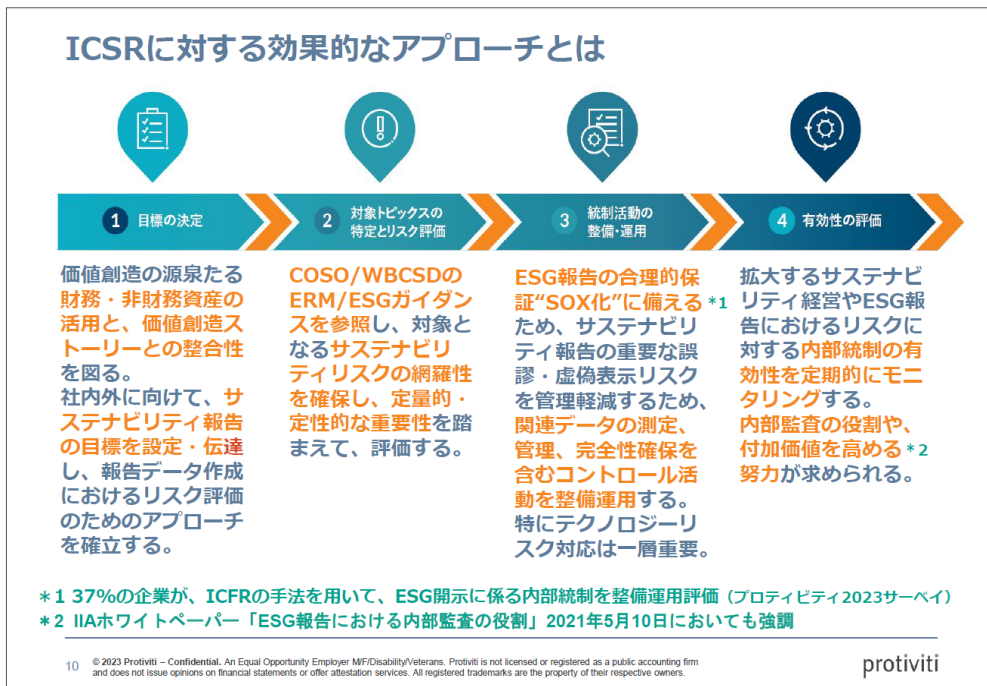 ICSRに対する効果的なアプローチとは
1 目標の決定
2 対象トピックスの
特定とリスク評価
3 統制活動の
整備・運用
4 有効性の評価
価値創造の源泉たる
財務・非財務資産の
活用と、価値創造ス
トーリーとの整合性
を図る。
社内外に向けて、サ
ステナビリティ報告
の目標を設定・伝達
し、報告データ作成
におけるリスク評価
のためのアプローチ
を確立する。
COSO/WBCSDの
ERM/ESGガイダン
スを参照し、対象と
なるサステナビリ
ティリスクの網羅性
を確保し、定量的・
定性的な重要性を踏
まえて、評価する。
ESG報告の合理的保
証“SOX化”に備える *1
ため、サステナビリ
ティ報告の重要な誤
謬・虚偽表示リスク
を管理軽減するため、
関連データの測定、
管理、完全性確保を
含むコントロール活
動を整備運用する。
特にテクノロジーリ
スク対応は一層重要。
拡大するサステナビ
リティ経営やESG報
告におけるリスクに
対する内部統制の有
効性を定期的にモニ
タリングする。
内部監査の役割や、
付加価値を高める *2
努力が求められる。
*1 37%の企業が、ICFRの手法を用いて、ESG開示に係る内部統制を整備運用評価（プロティビティ2023サーベイ）
*2 IIAホワイトペーパー「ESG報告における内部監査の役割」2021年5月10日においても強調
10 © 2023 Protiviti – Confidential. An Equal Opportunity Employer M/F/Disability/Veterans. Protiviti is not licensed or registered as a public accounting firm
and does not issue opinions on financial statements or offer attestation services. All registered trademarks are the property of their respective owners.
protiviti